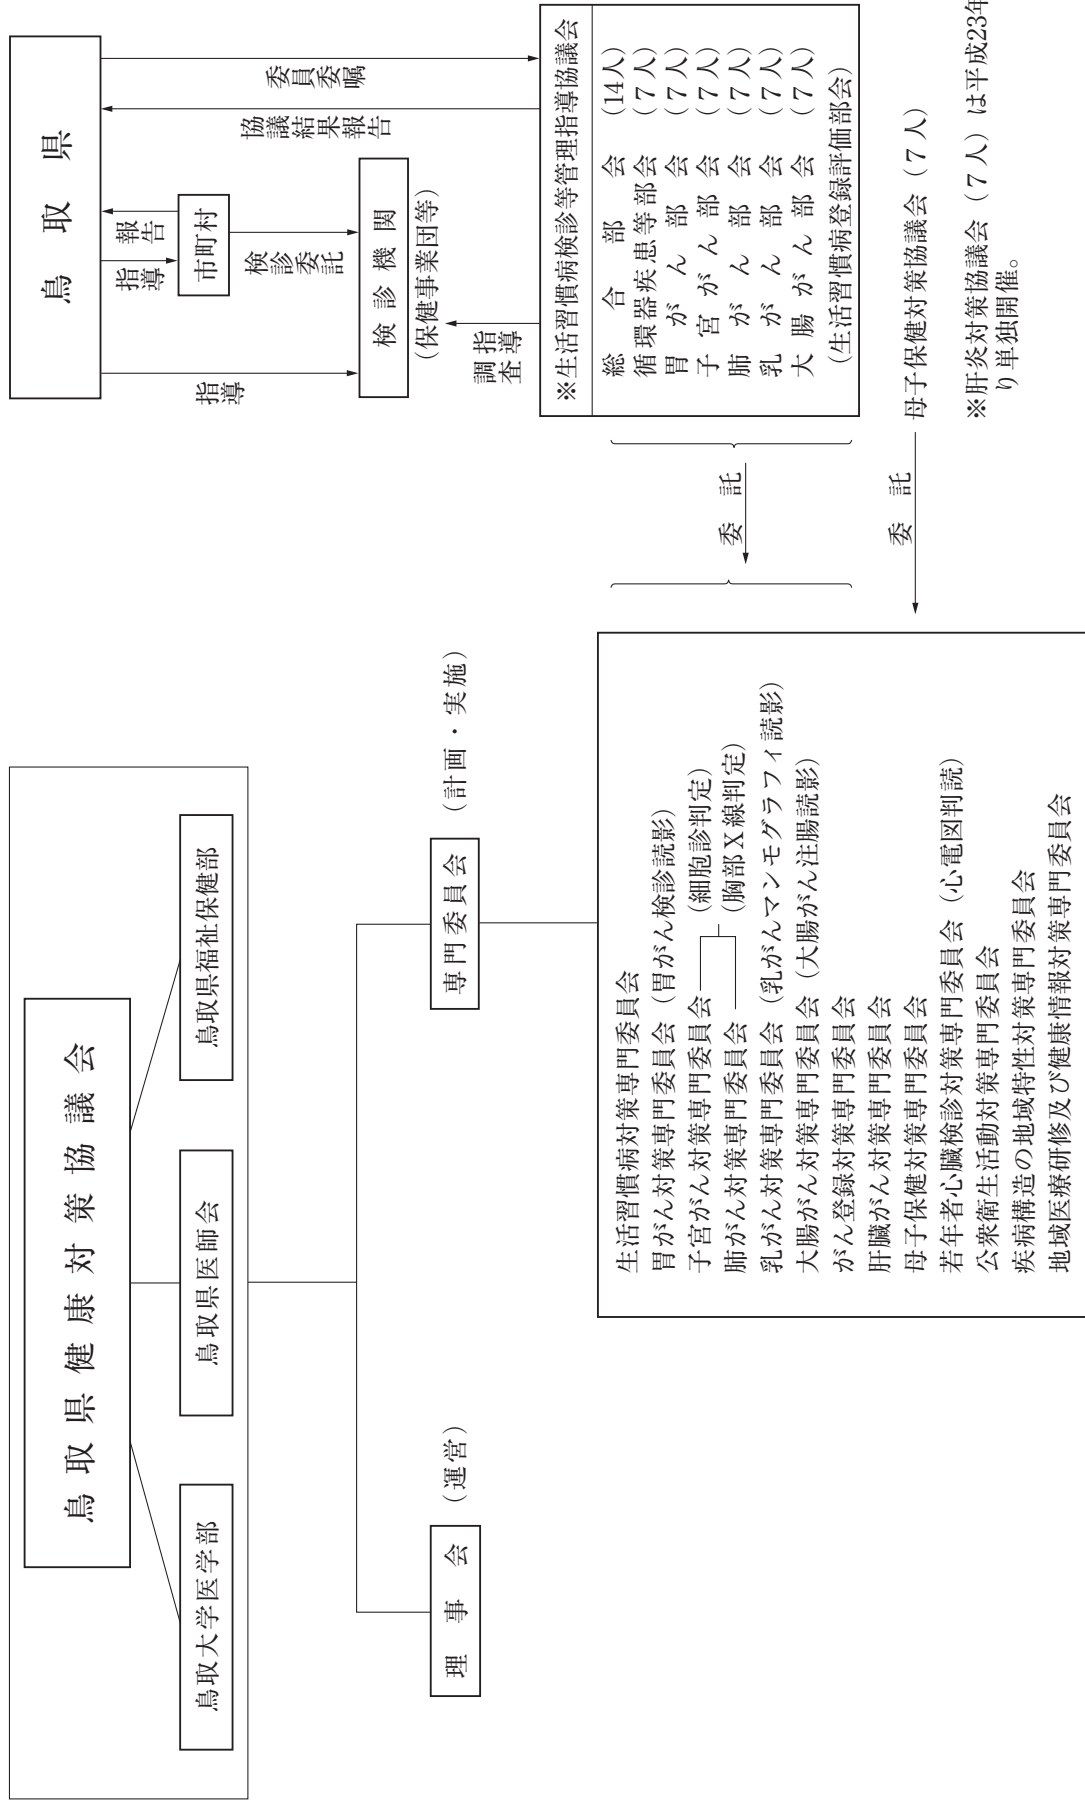 鳥取県健康対策協議会
鳥取大学医学部
鳥取県医師会
鳥取県福祉保健部
理事会
（運営）
専門委員会
（計画・実施）
生活習慣病対策専門委員会
胃がん対策専門委員会（胃がん検診読影）
子宮がん対策専門委員会
（細胞診判定）
肺がん対策専門委員会
（胸部X線判定）
乳がん対策専門委員会（乳がんマンモグラフィ読影）
大腸がん対策専門委員会（大腸がん注腸読影）
がん登録対策専門委員会
肝臓がん対策専門委員会
母子保健対策専門委員会
若年者心臓検診対策専門委員会（心電図判読）
公衆衛生活動対策専門委員会
疾病構造の地域特性対策専門委員会
地域医療研修及び健康情報対策専門委員会
鳥取県
指導
指導
報告
市町村
検診委託
協議結果報告
委員委嘱
検診機関
（保健事業団等）
調査
指導
※生活習慣病検診等管理指導協議会
総合部会（14人）
循環器疾患等部会（7人）
胃がん部会（7人）
子宮がん部会（7人）
肺がん部会（7人）
乳がん部会（7人）
大腸がん部会（7人）
（生活習慣病登録評価部会）
委託
委託
母子保健対策協議会（7人）
※肝炎対策協議会（7人）は平成23年
り単独開催。